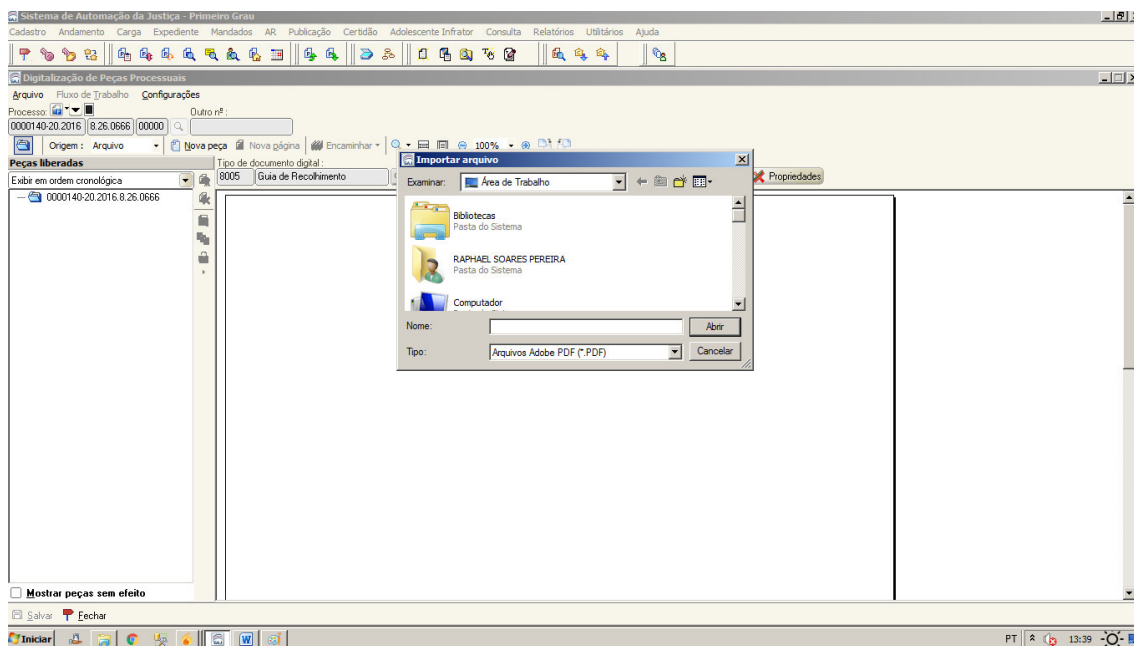 Sistema de Automação da Justiça - Primeiro Grau
Cadastro Andamento Carga Expediente Mandados AR Publicação Certidão Adolescente Infrator Consulta Relatórios Utilitários Ajuda
Digitalização de Peças Processuais
Arquivo Fluxo de Trabalho Configurações
Processo: Outro nº :
0000140-20.2016 8.26.0666 00000
Origem : Arquivo Nova peça Nova página Encaminhar 100%
Peças liberadas Tipo de documento digital :
Exibir em ordem cronológica 8005 Guia de Recolhimento Propriedades
0000140-20.2016.8.26.0666
Importar arquivo
Examinar: Área de Trabalho
Bibliotecas
Pasta do Sistema
RAPHAEL SOARES PEREIRA
Pasta do Sistema
Computador
Nome: Abrir
Tipo: Arquivos Adobe PDF (*.PDF) Cancelar
Mostrar peças sem efeito
Salvar Fechar
Iniciar PT 13:39